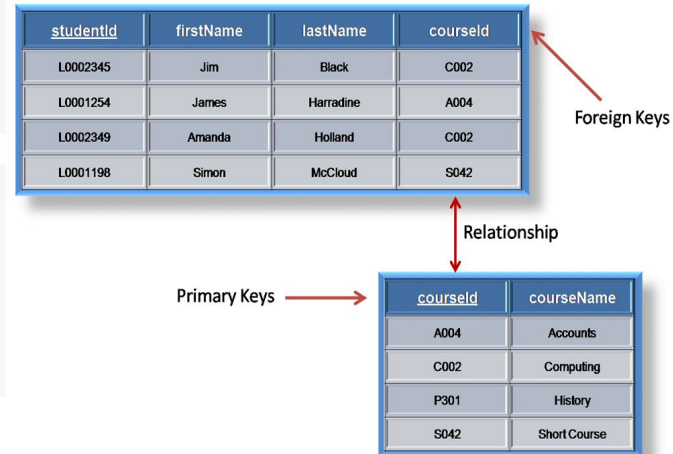 studentId firstName lastName courseId
L0002345 Jim Black C002
L0001254 James Harradine A004
L0002349 Amanda Holland C002
L0001198 Simon McCloud S042
Foreign Keys
Relationship
Primary Keys
courseId courseName
A004 Accounts
C002 Computing
P301 History
S042 Short Course